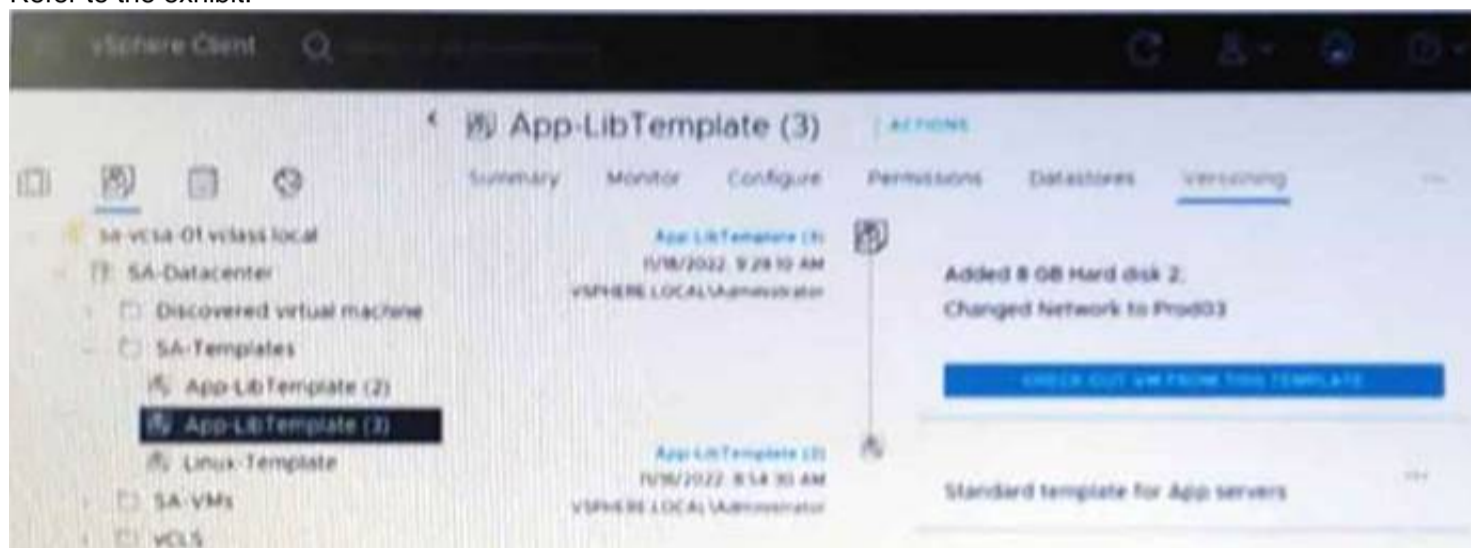 Refer to the exhibit.
vSphere Client
App-LibTemplate (3)
ACTIONS
Summary Monitor Configure Permissions Datastores Versioning
sa-vcsa-01.vclass.local
SA-Datacenter
Discovered virtual machine
SA-Templates
App-LibTemplate (2)
App-LibTemplate (3)
Linux-Template
SA-VMs
vCLS
App-LibTemplate (3)
11/18/2022, 9:29:10 AM
VSPHERE.LOCAL\Administrator
Added 8 GB Hard disk 2.
Changed Network to Prod03
CHECK OUT VM FROM THIS TEMPLATE
App-LibTemplate (2)
8:54:30 AM
VSPHERE.LOCAL\Administrator
Standard template for App servers